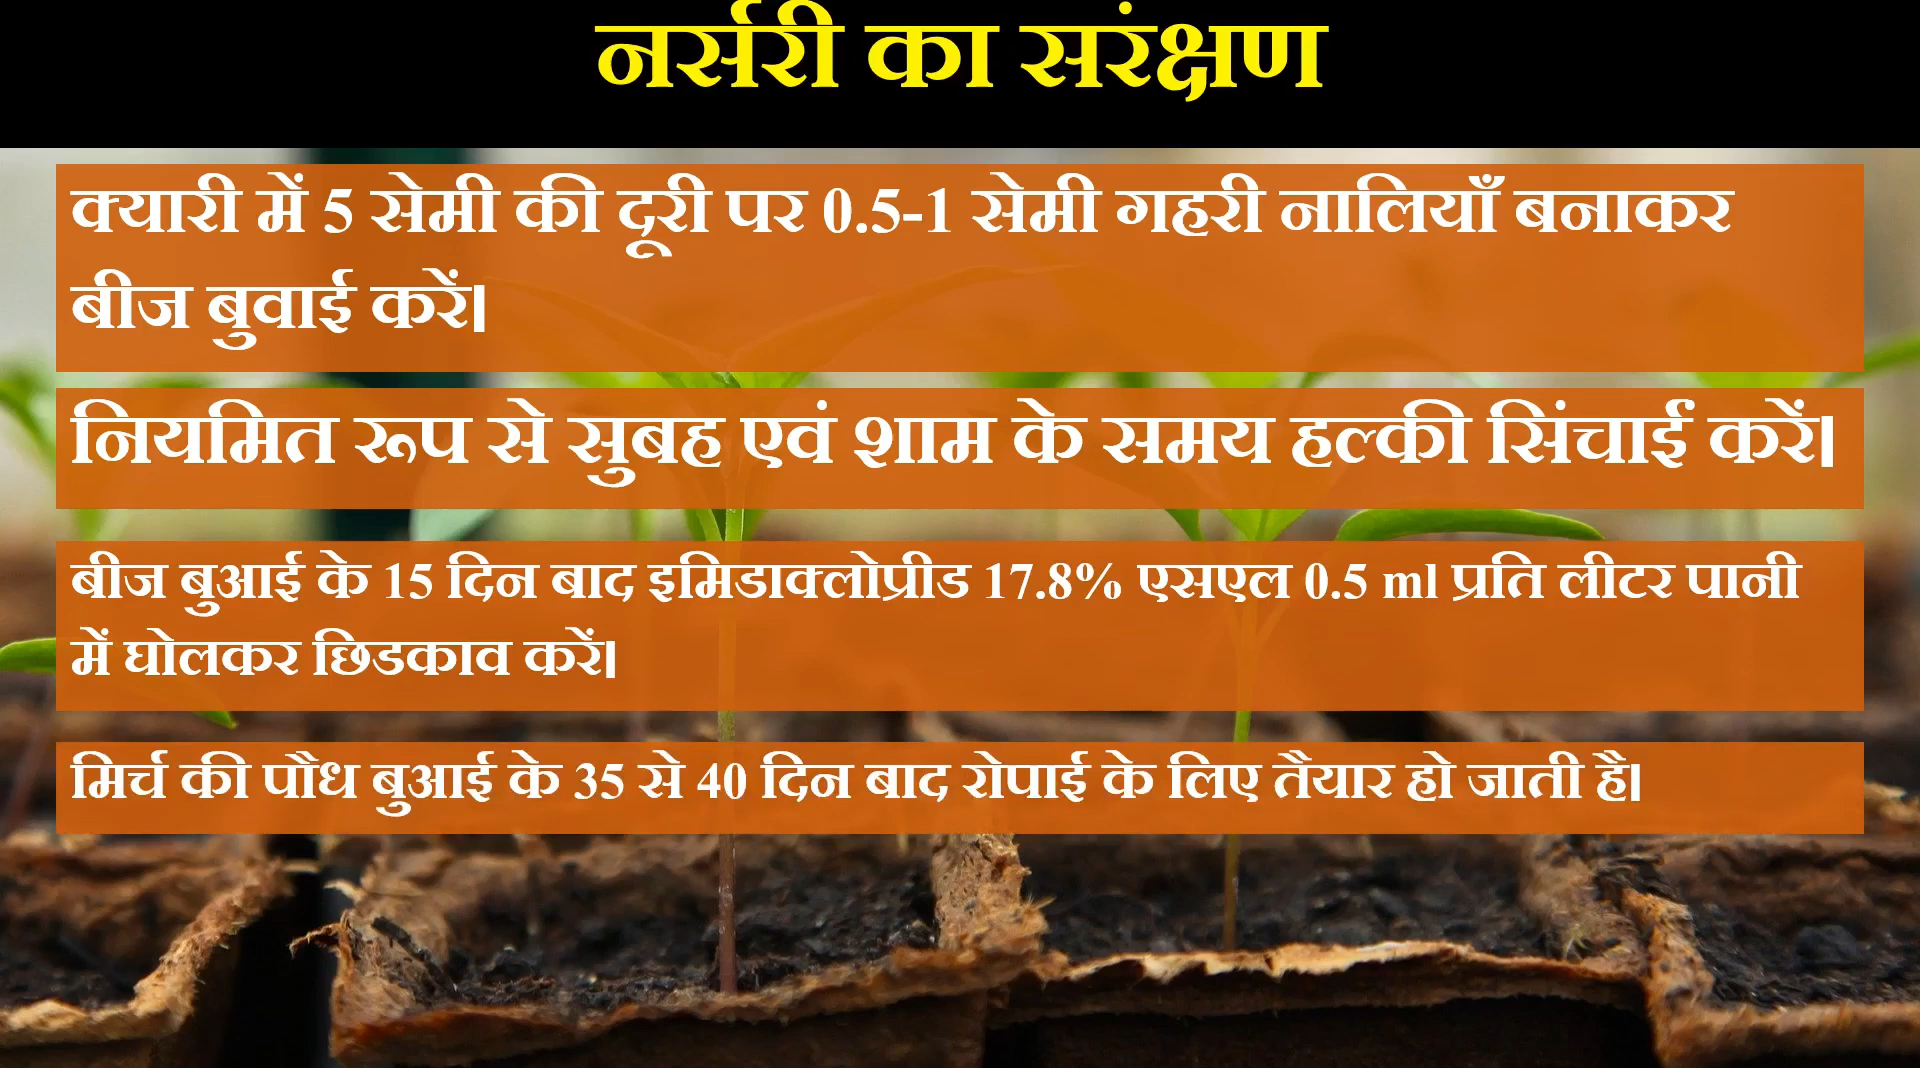 नर्सरी का सरंक्षण
क्यारी में 5 सेमी की दूरी पर 0.5-1 सेमी गहरी नालियाँ बनाकर
बीज बुवाई करें।
नियमित रूप से सुबह एवं शाम के समय हल्की सिंचाई करें।
बीज बुआई के 15 दिन बाद इमिडाक्लोप्रीड 17.8% एसएल 0.5 ml प्रति लीटर पानी
में घोलकर छिडकाव करें।
मिर्च की पौध बुआई के 35 से 40 दिन बाद रोपाई के लिए तैयार हो जाती है।